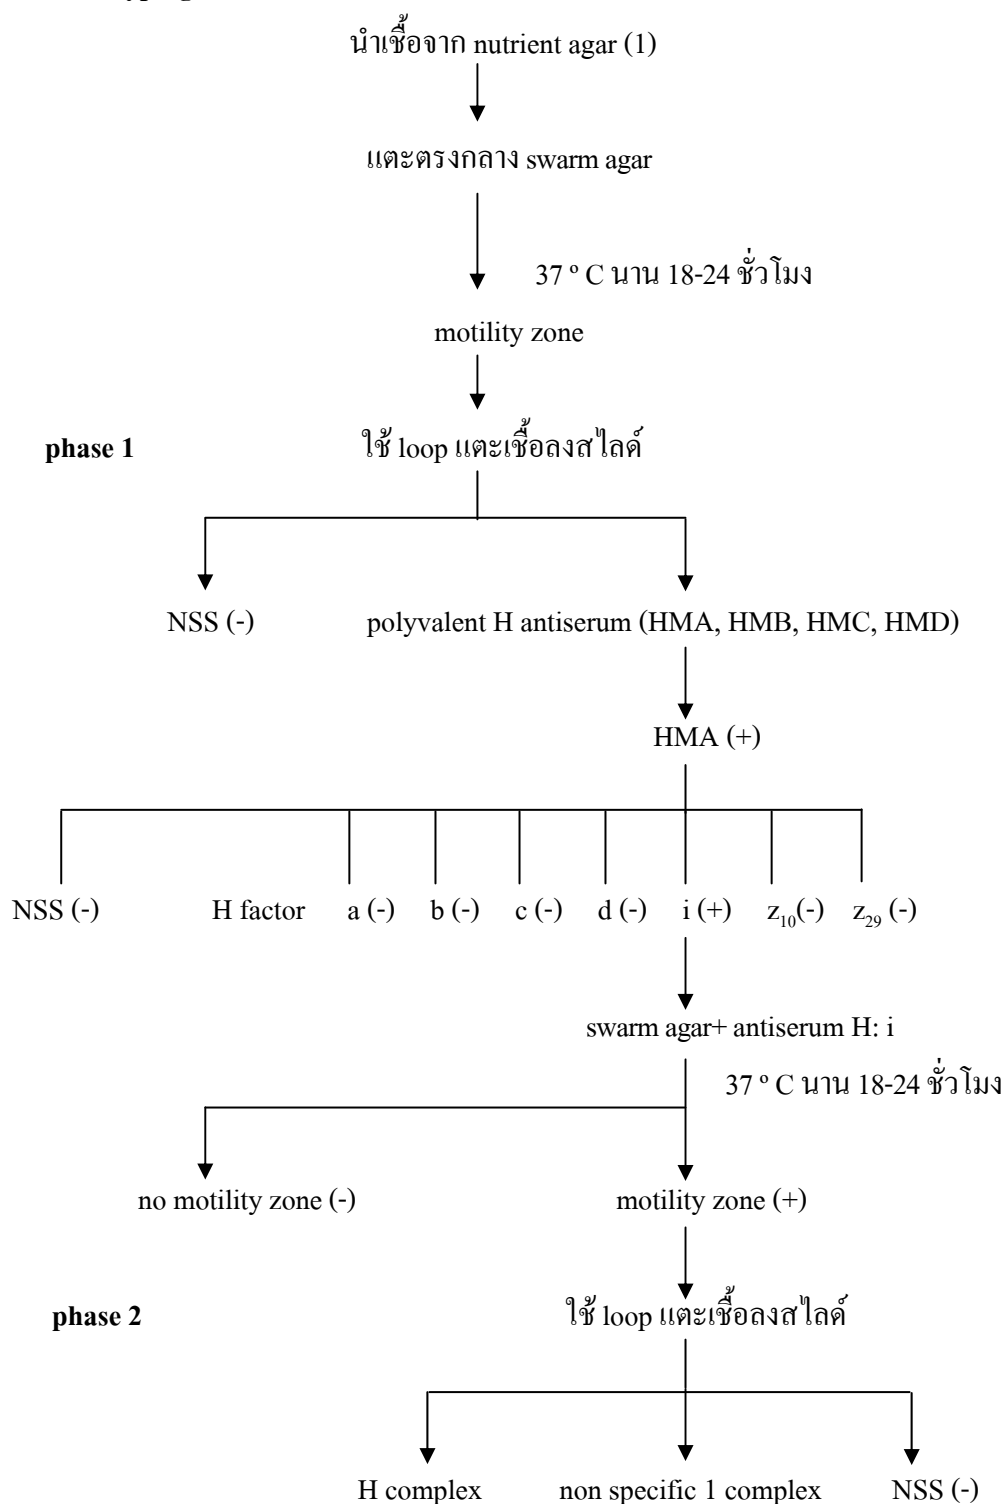 นำเชื้อจาก nutrient agar (1)
แตะตรงกลาง swarm agar
37 º C นาน 18-24 ชั่วโมง
motility zone
phase 1 ใช้ loop แตะเชื้อลงสไลด์
NSS (-) polyvalent H antiserum (HMA, HMB, HMC, HMD)
HMA (+)
NSS (-) H factor a (-) b (-) c (-) d (-) i (+) z10(-) z29 (-)
swarm agar+ antiserum H: i
37 º C นาน 18-24 ชั่วโมง
no motility zone (-) motility zone (+)
phase 2 ใช้ loop แตะเชื้อลงสไลด์
H complex non specific 1 complex NSS (-)